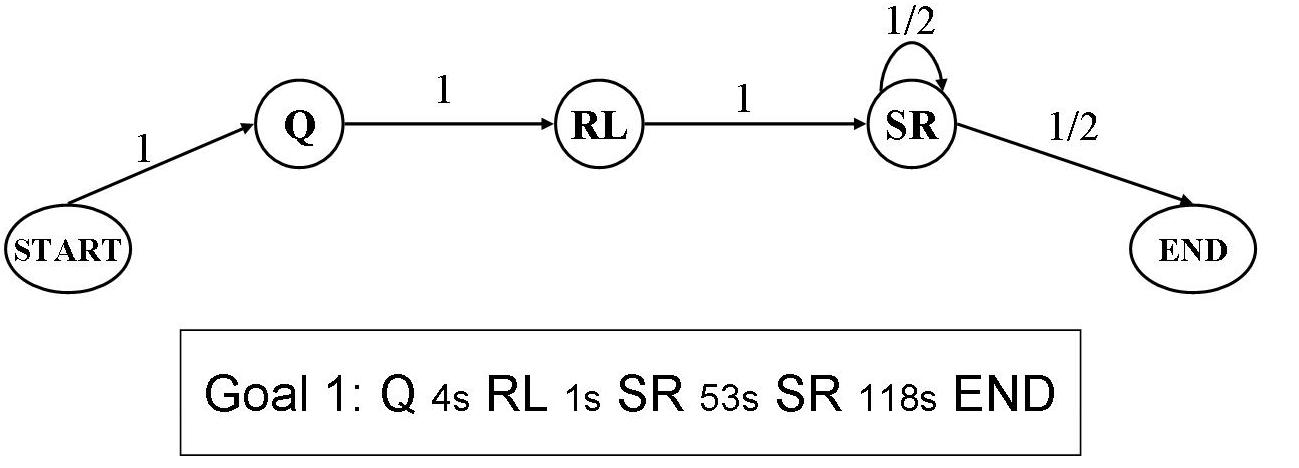 1/2
1
1
1
1/2
Q
RL
SR
START
END
Goal 1: Q 4s RL 1s SR 53s SR 118s END